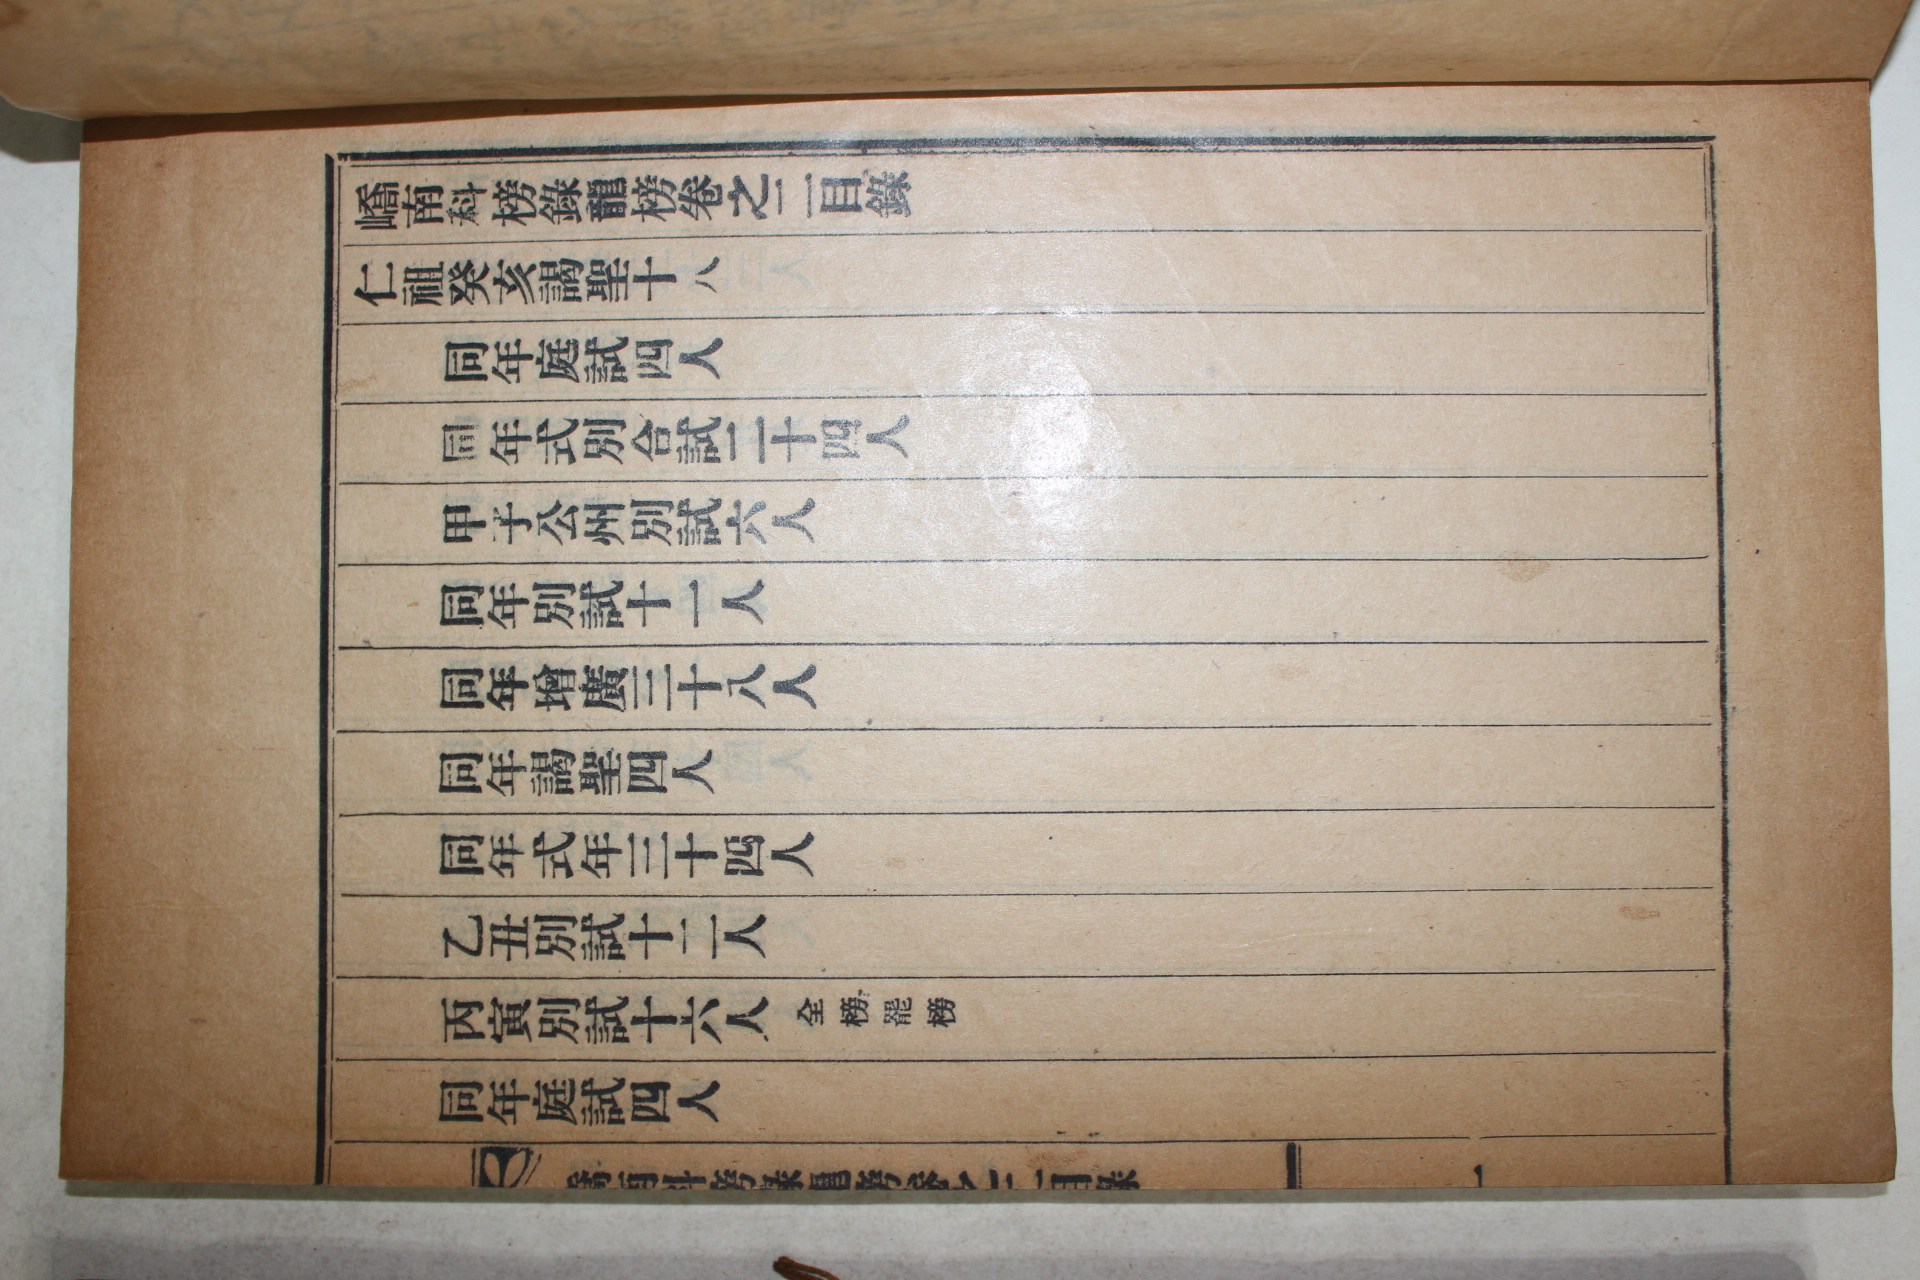 嶠南科榜錄龍榜卷之二目錄
仁祖癸亥謁聖十八
同年庭試四人
同年式別合試二十四人
甲子公州別試六人
同年別試十一人
同年增廣三十八人
同年謁聖四人
同年式年三十四人
乙丑別試十二人
丙寅別試十六人 全榜罷榜
同年庭試四人